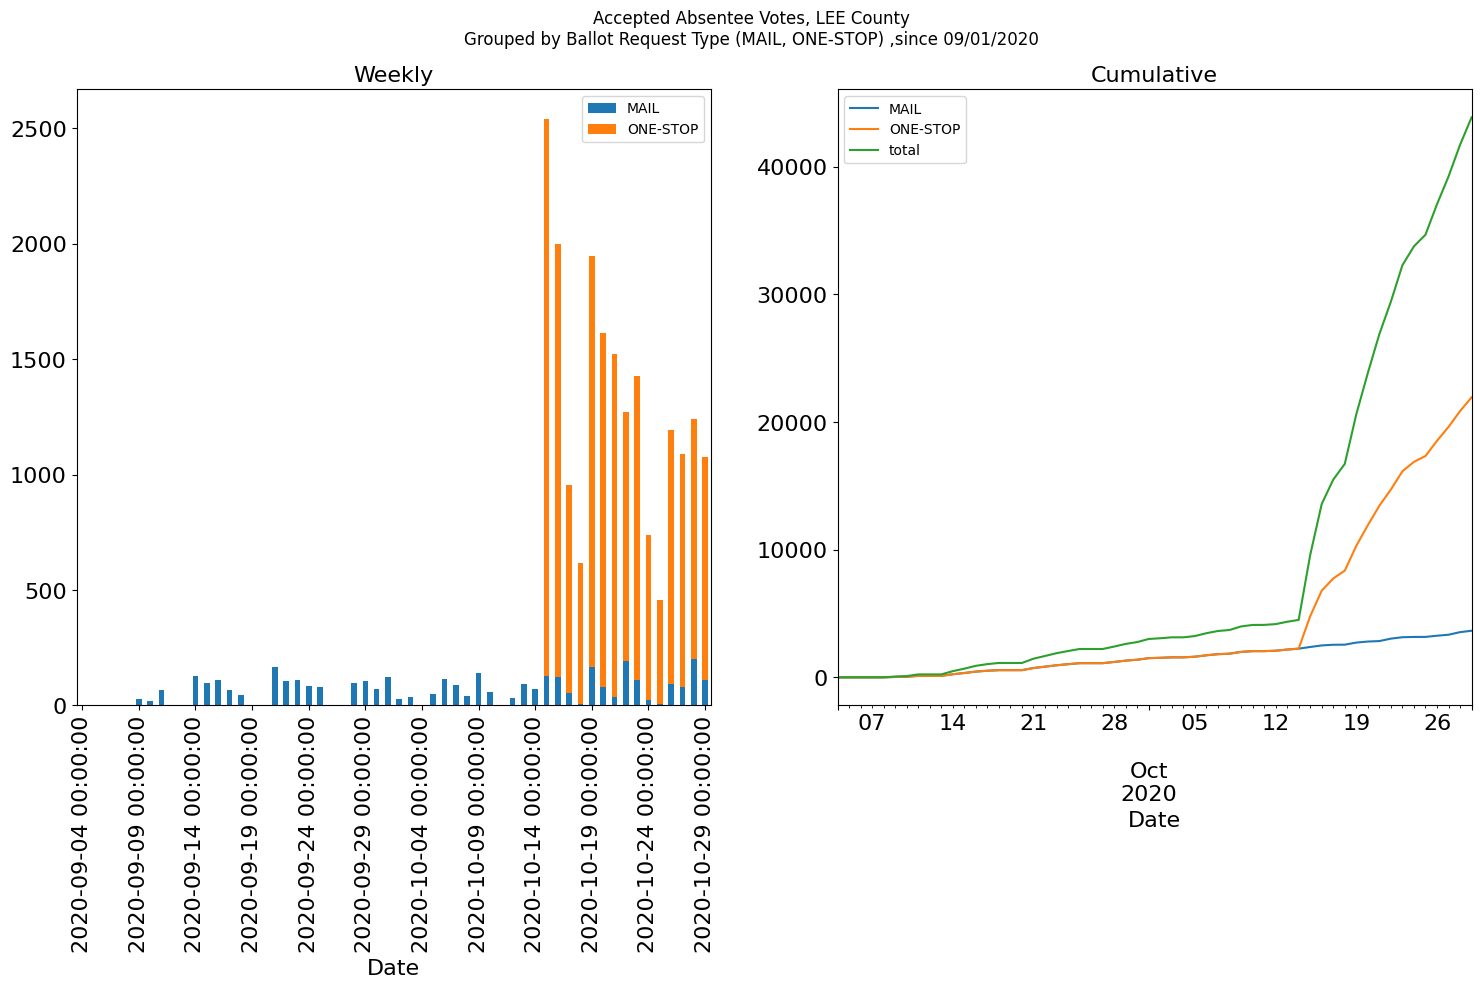 Accepted Absentee Votes, LEE County
Grouped by Ballot Request Type (MAIL, ONE-STOP) ,since 09/01/2020
Weekly
MAIL
ONE-STOP
2500
2000
1500
1000
500
0
2020-09-04 00:00:00
2020-09-09 00:00:00
2020-09-14 00:00:00
2020-09-19 00:00:00
2020-09-24 00:00:00
2020-09-29 00:00:00
2020-10-04 00:00:00
2020-10-09 00:00:00
2020-10-14 00:00:00
2020-10-19 00:00:00
2020-10-24 00:00:00
2020-10-29 00:00:00
Date
Cumulative
MAIL
ONE-STOP
total
40000
30000
20000
10000
0
07 14 21 28 05 12 19 26
Oct
2020
Date